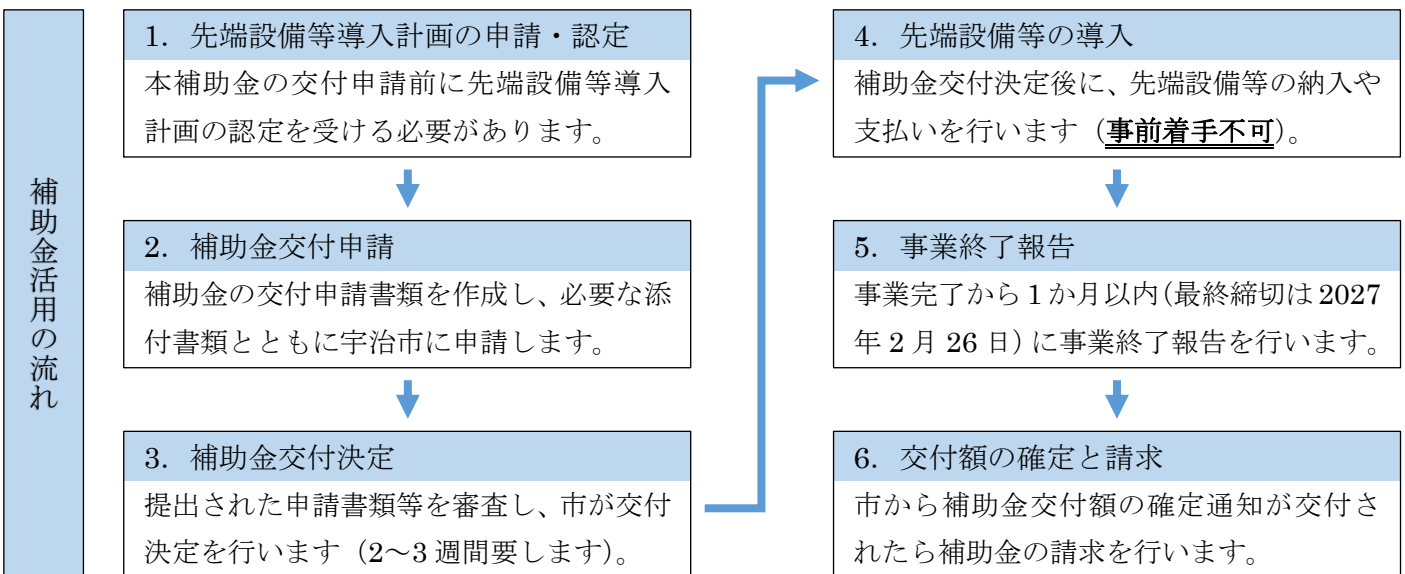 補助金活用の流れ
1. 先端設備等導入計画の申請・認定
本補助金の交付申請前に先端設備等導入
計画の認定を受ける必要があります。
2. 補助金交付申請
補助金の交付申請書類を作成し、必要な添
付書類とともに宇治市に申請します。
3. 補助金交付決定
提出された申請書類等を審査し、市が交付
決定を行います（2～3 週間要します）。
4. 先端設備等の導入
補助金交付決定後に、先端設備等の納入や
支払いを行います（事前着手不可）。
5. 事業終了報告
事業完了から１か月以内（最終締切は 2027
年 2 月 26 日）に事業終了報告を行います。
6. 交付額の確定と請求
市から補助金交付額の確定通知が交付さ
れたら補助金の請求を行います。